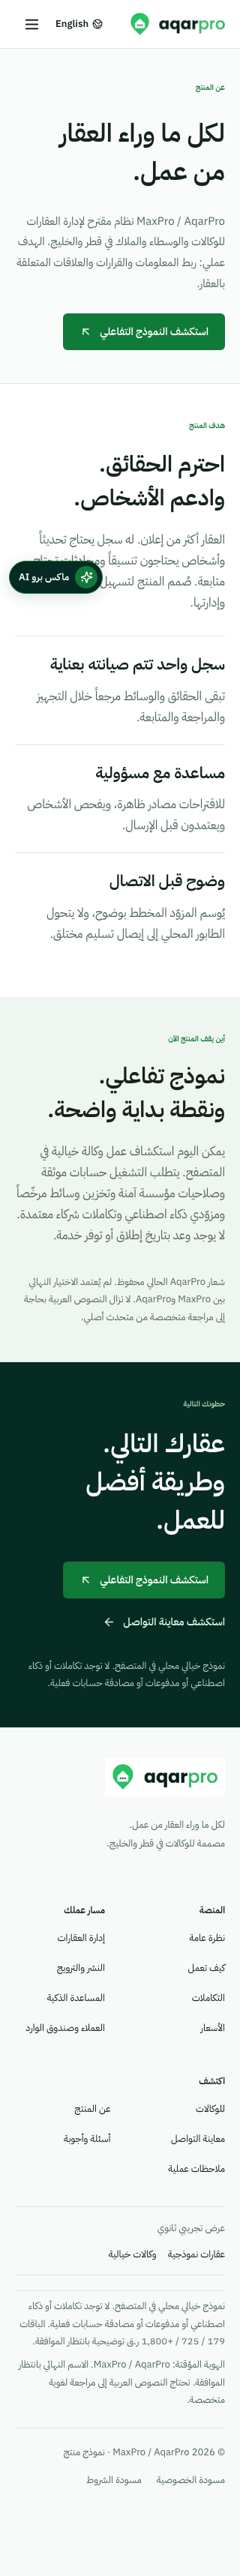 aqarpro
English
عن المنتج
لكل ما وراء العقار
من عمل.
MaxPro / AqarPro نظام مقترح لإدارة العقارات
للوكالات والوسطاء والملاك في قطر والخليج. الهدف
عملي: ربط المعلومات والقرارات والعلاقات المتعلقة
بالعقار.
استكشف النموذج التفاعلي
هدف المنتج
احترم الحقائق.
وادعم الأشخاص.
العقار أكثر من إعلان. له سجل يحتاج تحديثاً
وأشخاص يحتاجون تنسيقاً
متابعة. صُمم المنتج لتسهيل
وإدارتها.
ماكس برو AI
سجل واحد تتم صيانته بعناية
تبقى الحقائق والوسائط مرجعاً خلال التجهيز
والمراجعة والمتابعة.
مساعدة مع مسؤولية
للاقتراحات مصادر ظاهرة، ويفحص الأشخاص
ويعتمدون قبل الإرسال.
وضوح قبل الاتصال
يُوسم المزوّد المخطط بوضوح، ولا يتحول
الطابور المحلي إلى إيصال تسليم مختلق.
أين يقف المنتج الآن
نموذج تفاعلي.
ونقطة بداية واضحة.
يمكن اليوم استكشاف عمل وكالة خيالية في
المتصفح. يتطلب التشغيل حسابات موثقة
وصلاحيات مؤسسة آمنة وتخزين وسائط مرخّصاً
ومزوّدي ذكاء اصطناعي وتكاملات شركاء معتمدة.
لا يوجد وعد بتاريخ إطلاق أو توفر خدمة.
شعار AqarPro الحالي محفوظ. لم يُعتمد الاختيار النهائي
بين MaxPro وAqarPro. لا تزال النصوص العربية بحاجة
إلى مراجعة متخصصة من متحدث أصلي.
خطوتك التالية
عقارك التالي.
وطريقة أفضل
للعمل.
استكشف النموذج التفاعلي
استكشف معاينة التواصل
نموذج خيالي محلي في المتصفح. لا توجد تكاملات أو ذكاء
اصطناعي أو مدفوعات أو مصادقة حسابات فعلية.
aqarpro
لكل ما وراء العقار من عمل.
مصممة للوكالات في قطر والخليج.
المنصة
نظرة عامة
كيف تعمل
التكاملات
الأسعار
مسار عملك
إدارة العقارات
النشر والترويج
المساعدة الذكية
العملاء وصندوق الوارد
اكتشف
للوكالات
عن المنتج
معاينة التواصل
أسئلة وأجوبة
ملاحظات عملية
عرض تجريبي ثانوي
عقارات نموذجية
وكالات خيالية
نموذج خيالي محلي في المتصفح. لا توجد تكاملات أو ذكاء
اصطناعي أو مدفوعات أو مصادقة حسابات فعلية. الباقات
179 / 725 / +1,800 ر.ق توضيحية بانتظار الموافقة.
الهوية المؤقتة: MaxPro / AqarPro. الاسم النهائي بانتظار
الموافقة. تحتاج النصوص العربية إلى مراجعة لغوية
متخصصة.
© 2026 MaxPro / AqarPro · نموذج منتج
مسودة الخصوصية
مسودة الشروط